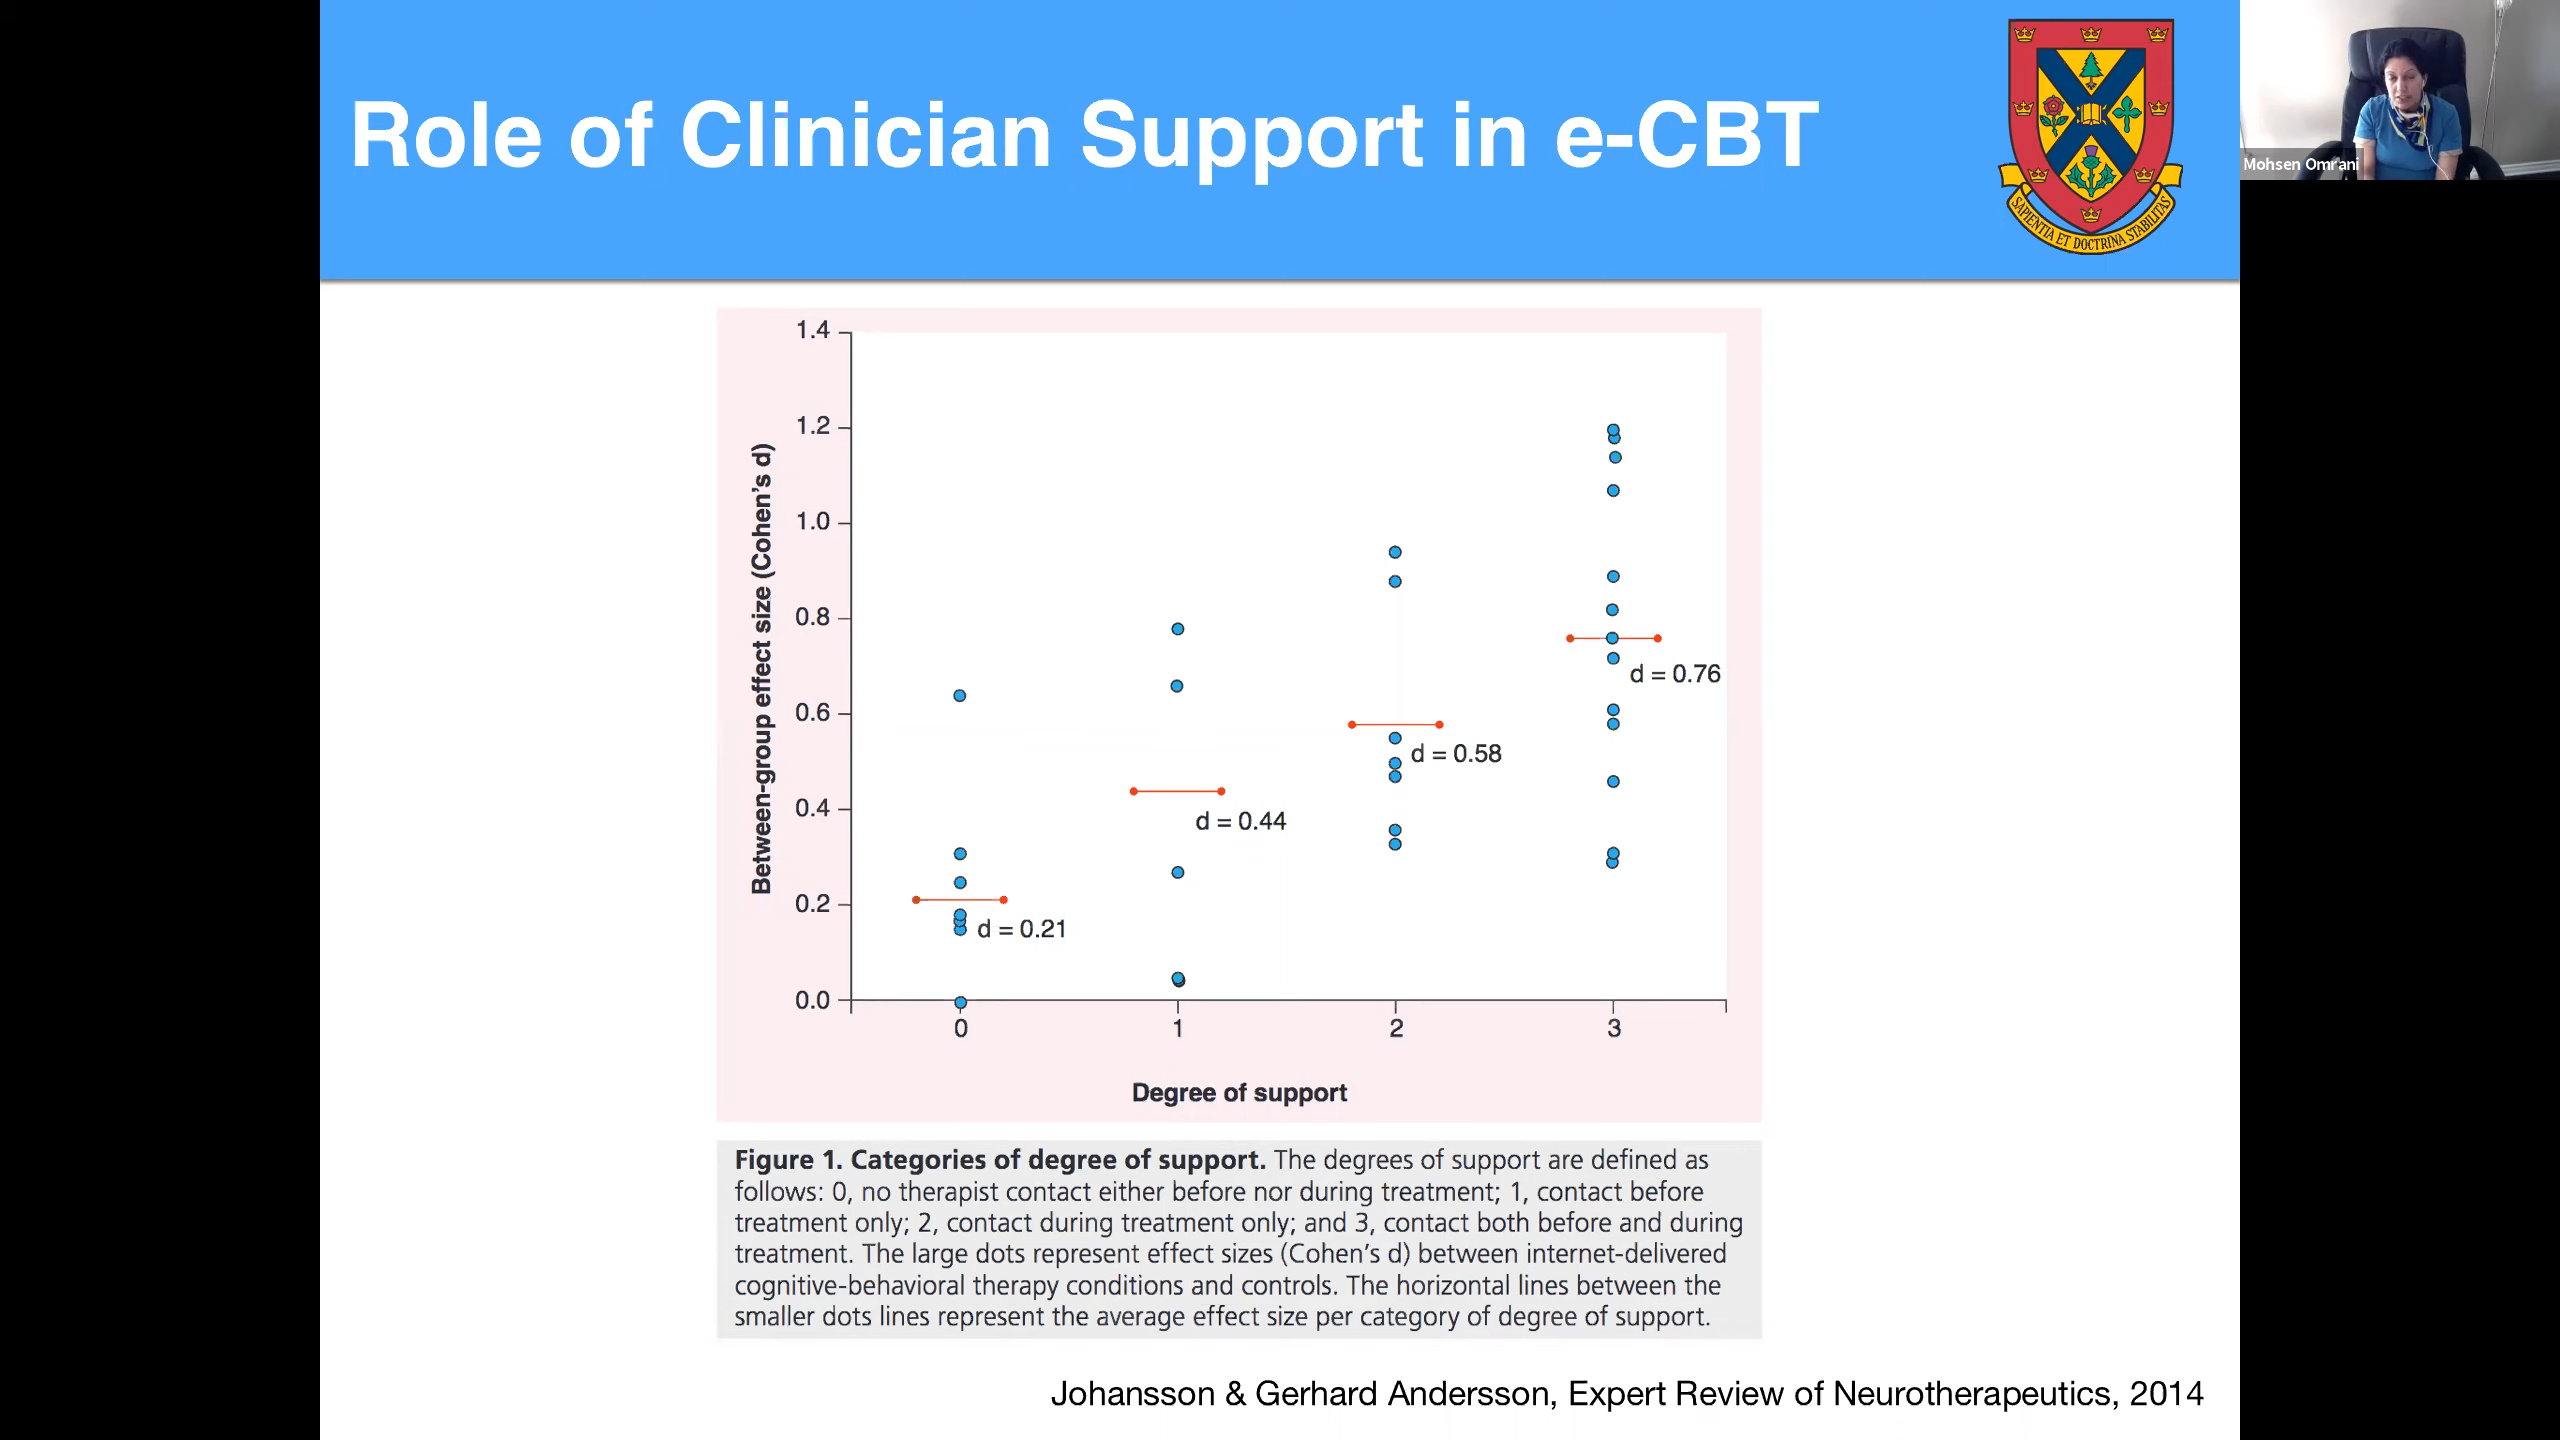 Role of Clinician Support in e-CBT
SAPIENTIA ET DOCTRINA STABILITAS
Mohsen Omrani
1.4
1.2
1.0
0.8
0.6
0.4
0.2
0.0
Between-group effect size (Cohen's d)
d = 0.21
d = 0.44
d = 0.58
d = 0.76
0 1 2 3
Degree of support
Figure 1. Categories of degree of support. The degrees of support are defined as
follows: 0, no therapist contact either before nor during treatment; 1, contact before
treatment only; 2, contact during treatment only; and 3, contact both before and during
treatment. The large dots represent effect sizes (Cohen's d) between internet-delivered
cognitive-behavioral therapy conditions and controls. The horizontal lines between the
smaller dots lines represent the average effect size per category of degree of support.
Johansson & Gerhard Andersson, Expert Review of Neurotherapeutics, 2014